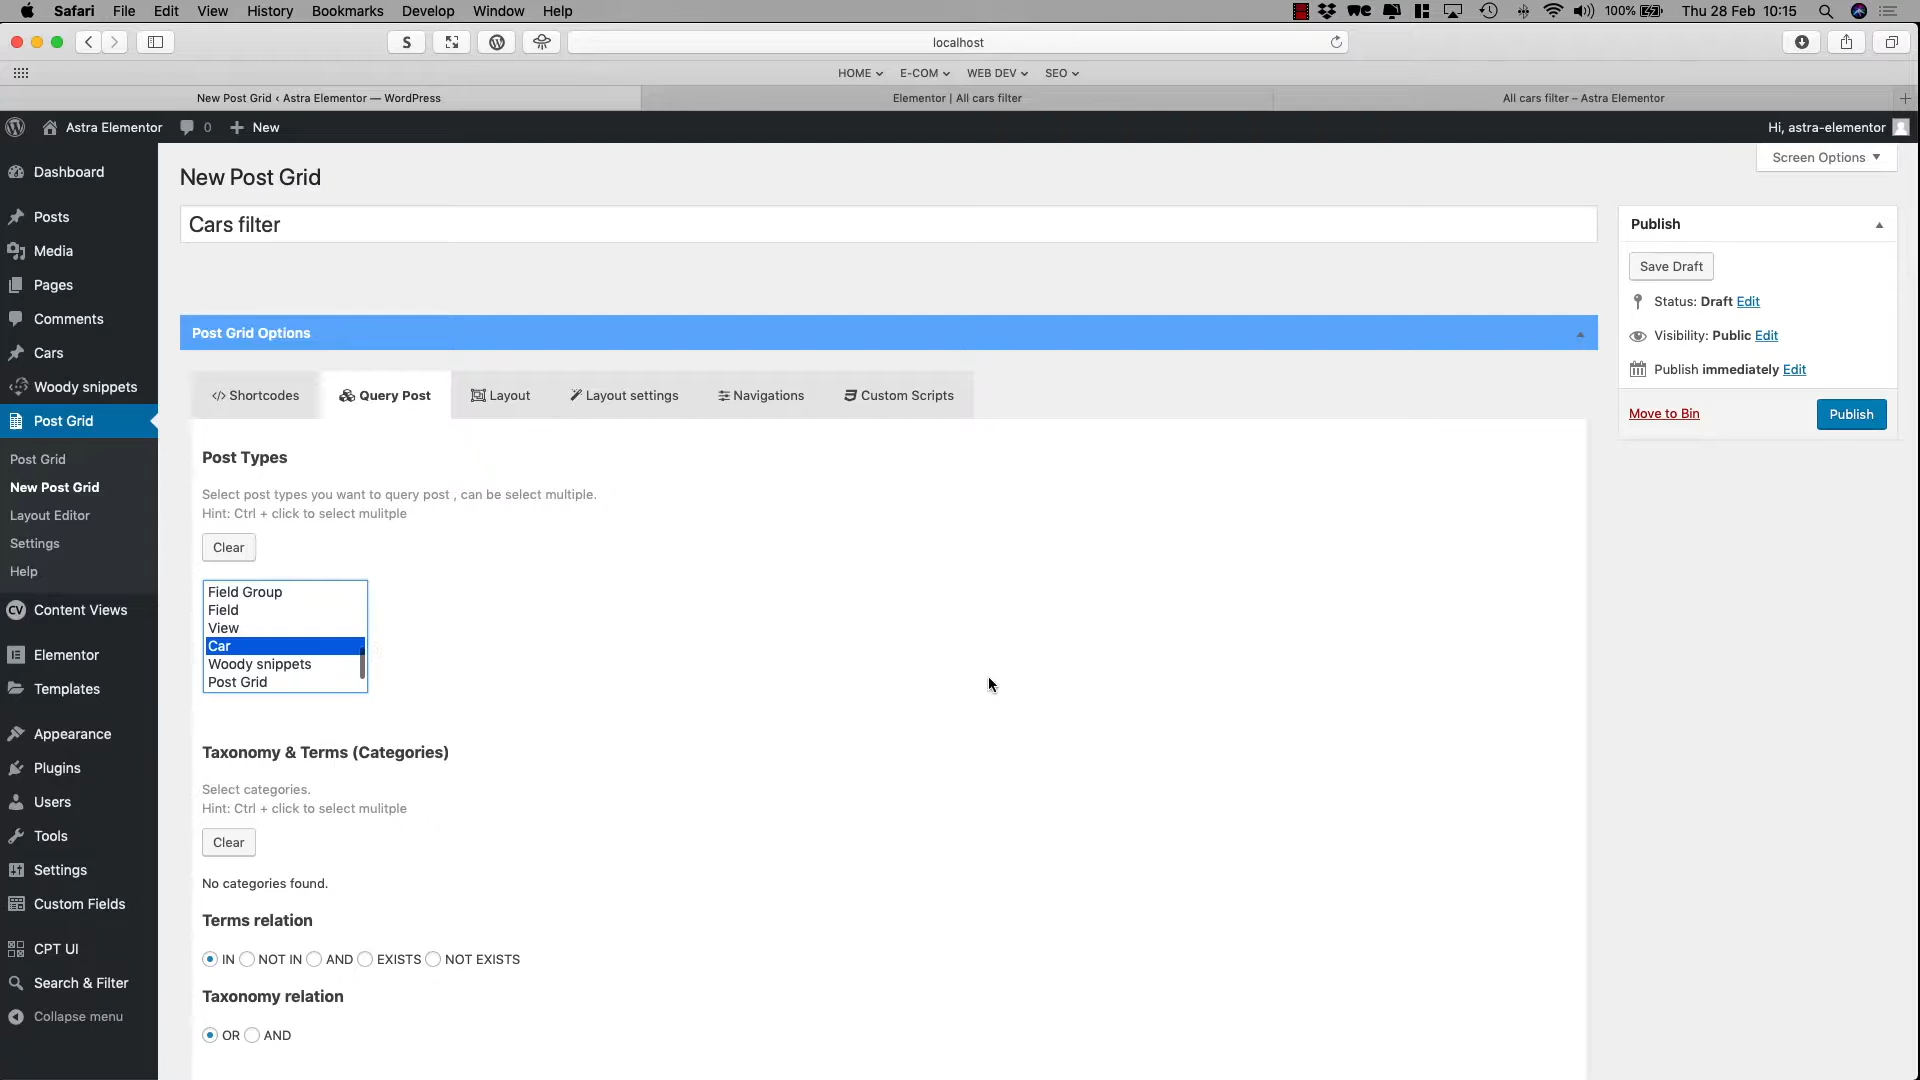 Safari File Edit View History Bookmarks Develop Window Help 100% Thu 28 Feb 10:15
S localhost
HOME E-COM WEB DEV SEO
New Post Grid ‹ Astra Elementor — WordPress Elementor | All cars filter All cars filter – Astra Elementor
Astra Elementor 0 New Hi, astra-elementor
Screen Options
Dashboard
Posts
Media
Pages
Comments
Cars
Woody snippets
Post Grid
Post Grid
New Post Grid
Layout Editor
Settings
Help
CV Content Views
Elementor
Templates
Appearance
Plugins
Users
Tools
Settings
Custom Fields
CPT UI
Search & Filter
Collapse menu
New Post Grid
Cars filter
Post Grid Options
</> Shortcodes Query Post Layout Layout settings Navigations Custom Scripts
Post Types
Select post types you want to query post , can be select multiple.
Hint: Ctrl + click to select mulitple
Clear
Field Group
Field
View
Car
Woody snippets
Post Grid
Taxonomy & Terms (Categories)
Select categories.
Hint: Ctrl + click to select mulitple
Clear
No categories found.
Terms relation
IN NOT IN AND EXISTS NOT EXISTS
Taxonomy relation
OR AND
Publish
Save Draft
Status: Draft Edit
Visibility: Public Edit
Publish immediately Edit
Move to Bin Publish